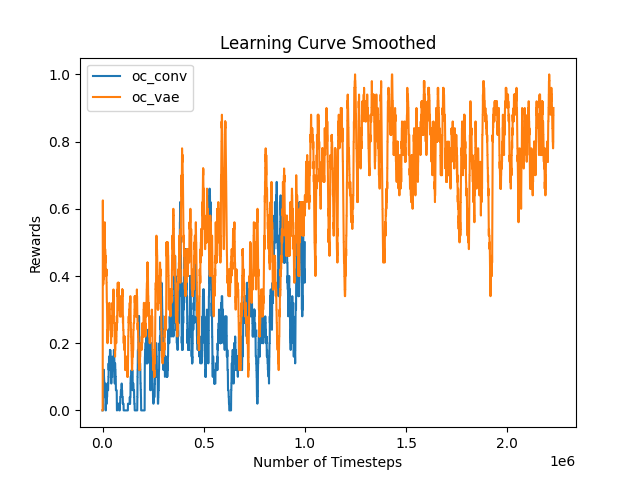 Learning Curve Smoothed
oc_conv
oc_vae
1.0
0.8
0.6
0.4
0.2
0.0
Rewards
0.0 0.5 1.0 1.5 2.0
1e6
Number of Timesteps